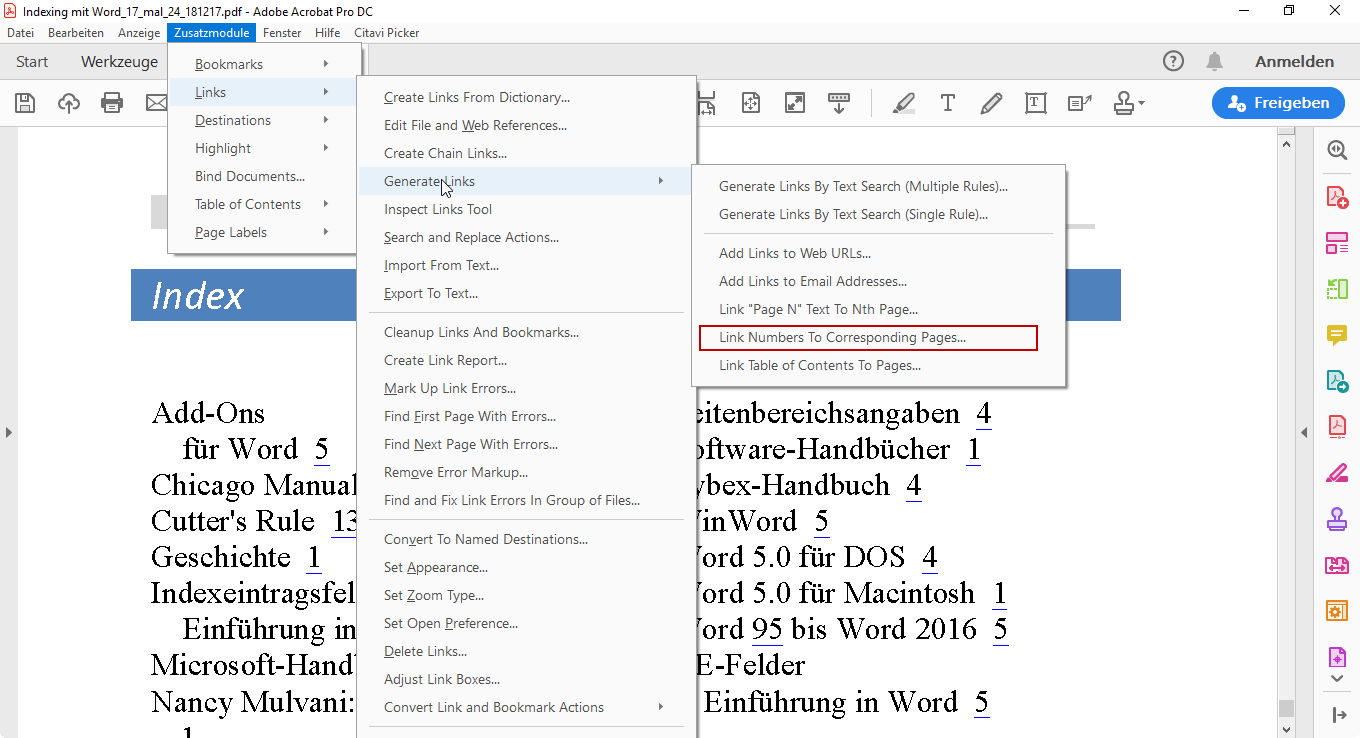 Indexing mit Word_17_mal_24_181217.pdf - Adobe Acrobat Pro DC
Datei Bearbeiten Anzeige Zusatzmodule Fenster Hilfe Citavi Picker
Start Werkzeuge Anmelden
Freigeben
Bookmarks
Links
Destinations
Highlight
Bind Documents...
Table of Contents
Page Labels
Create Links From Dictionary...
Edit File and Web References...
Create Chain Links...
Generate Links
Inspect Links Tool
Search and Replace Actions...
Import From Text...
Export To Text...
Cleanup Links And Bookmarks...
Create Link Report...
Mark Up Link Errors...
Find First Page With Errors...
Find Next Page With Errors...
Remove Error Markup...
Find and Fix Link Errors In Group of Files...
Convert To Named Destinations...
Set Appearance...
Set Zoom Type...
Set Open Preference...
Delete Links...
Adjust Link Boxes...
Convert Link and Bookmark Actions
Generate Links By Text Search (Multiple Rules)...
Generate Links By Text Search (Single Rule)...
Add Links to Web URLs...
Add Links to Email Addresses...
Link "Page N" Text To Nth Page...
Link Numbers To Corresponding Pages...
Link Table of Contents To Pages...
Index
Add-Ons
für Word 5
Chicago Manual
Cutter's Rule 13
Geschichte 1
Indexeintragsfel
Einführung in
Microsoft-Hand
Nancy Mulvani:
1
eitenbereichsangaben 4
oftware-Handbücher 1
ybex-Handbuch 4
inWord 5
ord 5.0 für DOS 4
ord 5.0 für Macintosh 1
ord 95 bis Word 2016 5
E-Felder
Einführung in Word 5